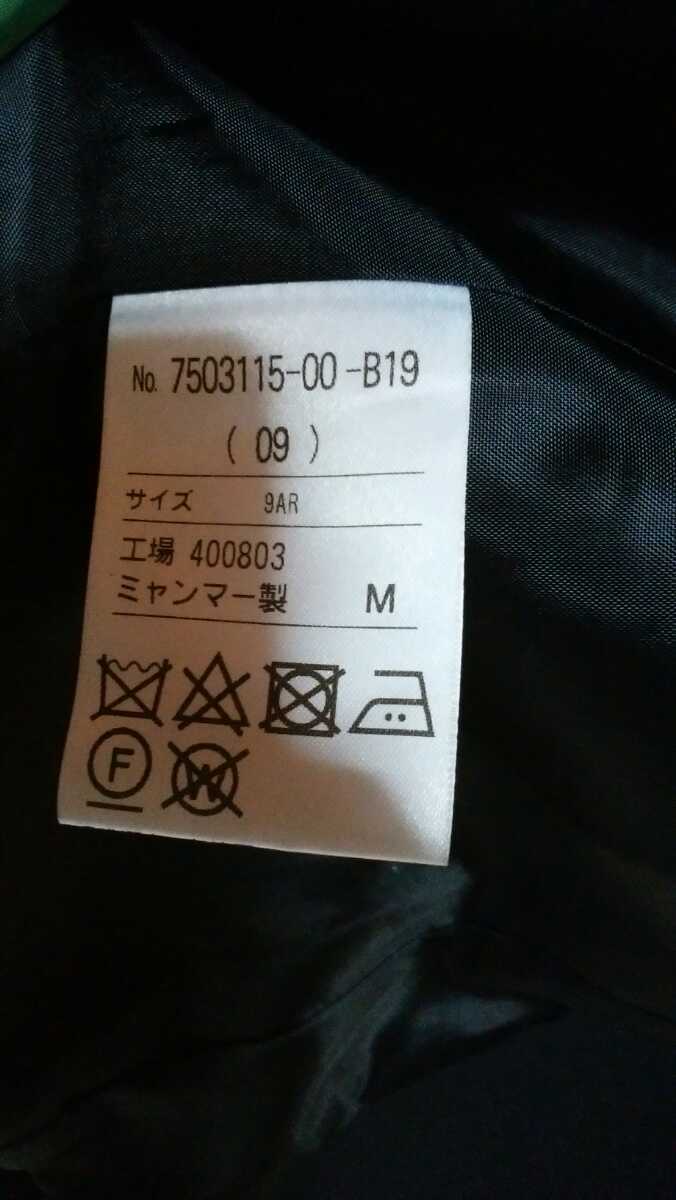 No. 7503115-00-B19
( 09 )
サイズ 9AR
工場 400803
ミャンマー製 M
F W